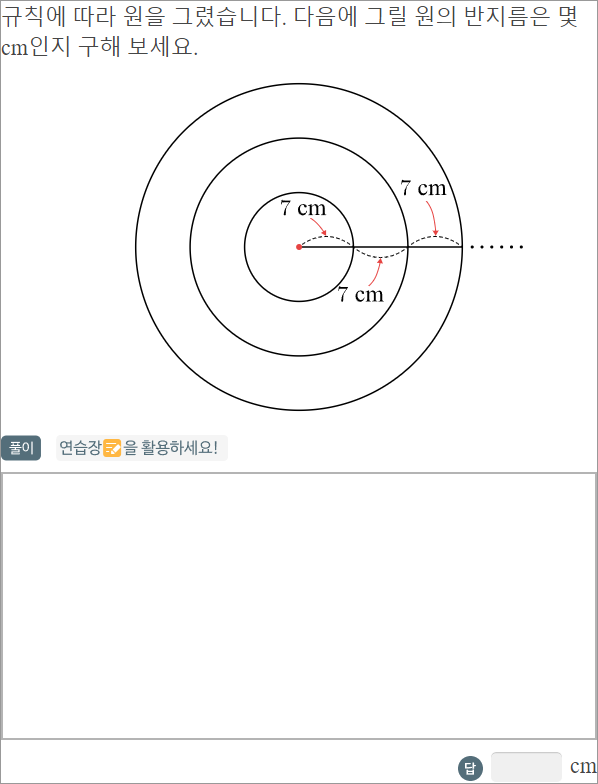 규칙에 따라 원을 그렸습니다. 다음에 그릴 원의 반지름은 몇
cm인지 구해 보세요.
7 cm
7 cm
7 cm
풀이 연습장을 활용하세요!
답 cm